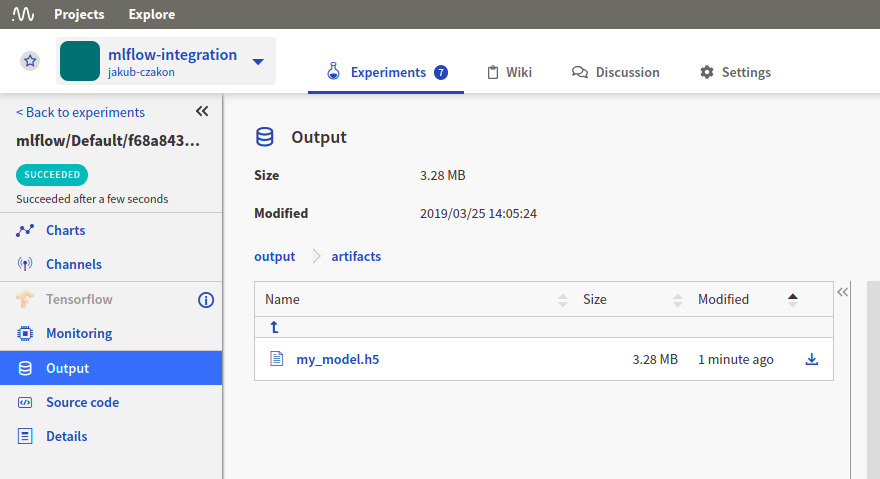 Projects Explore
mlflow-integration
jakub-czakon
Experiments 7 Wiki Discussion Settings
< Back to experiments
mlflow/Default/f68a843...
SUCCEEDED
Succeeded after a few seconds
Charts
Channels
Tensorflow
Monitoring
Output
Source code
Details
Output
Size 3.28 MB
Modified 2019/03/25 14:05:24
output artifacts
Name Size Modified
my_model.h5 3.28 MB 1 minute ago